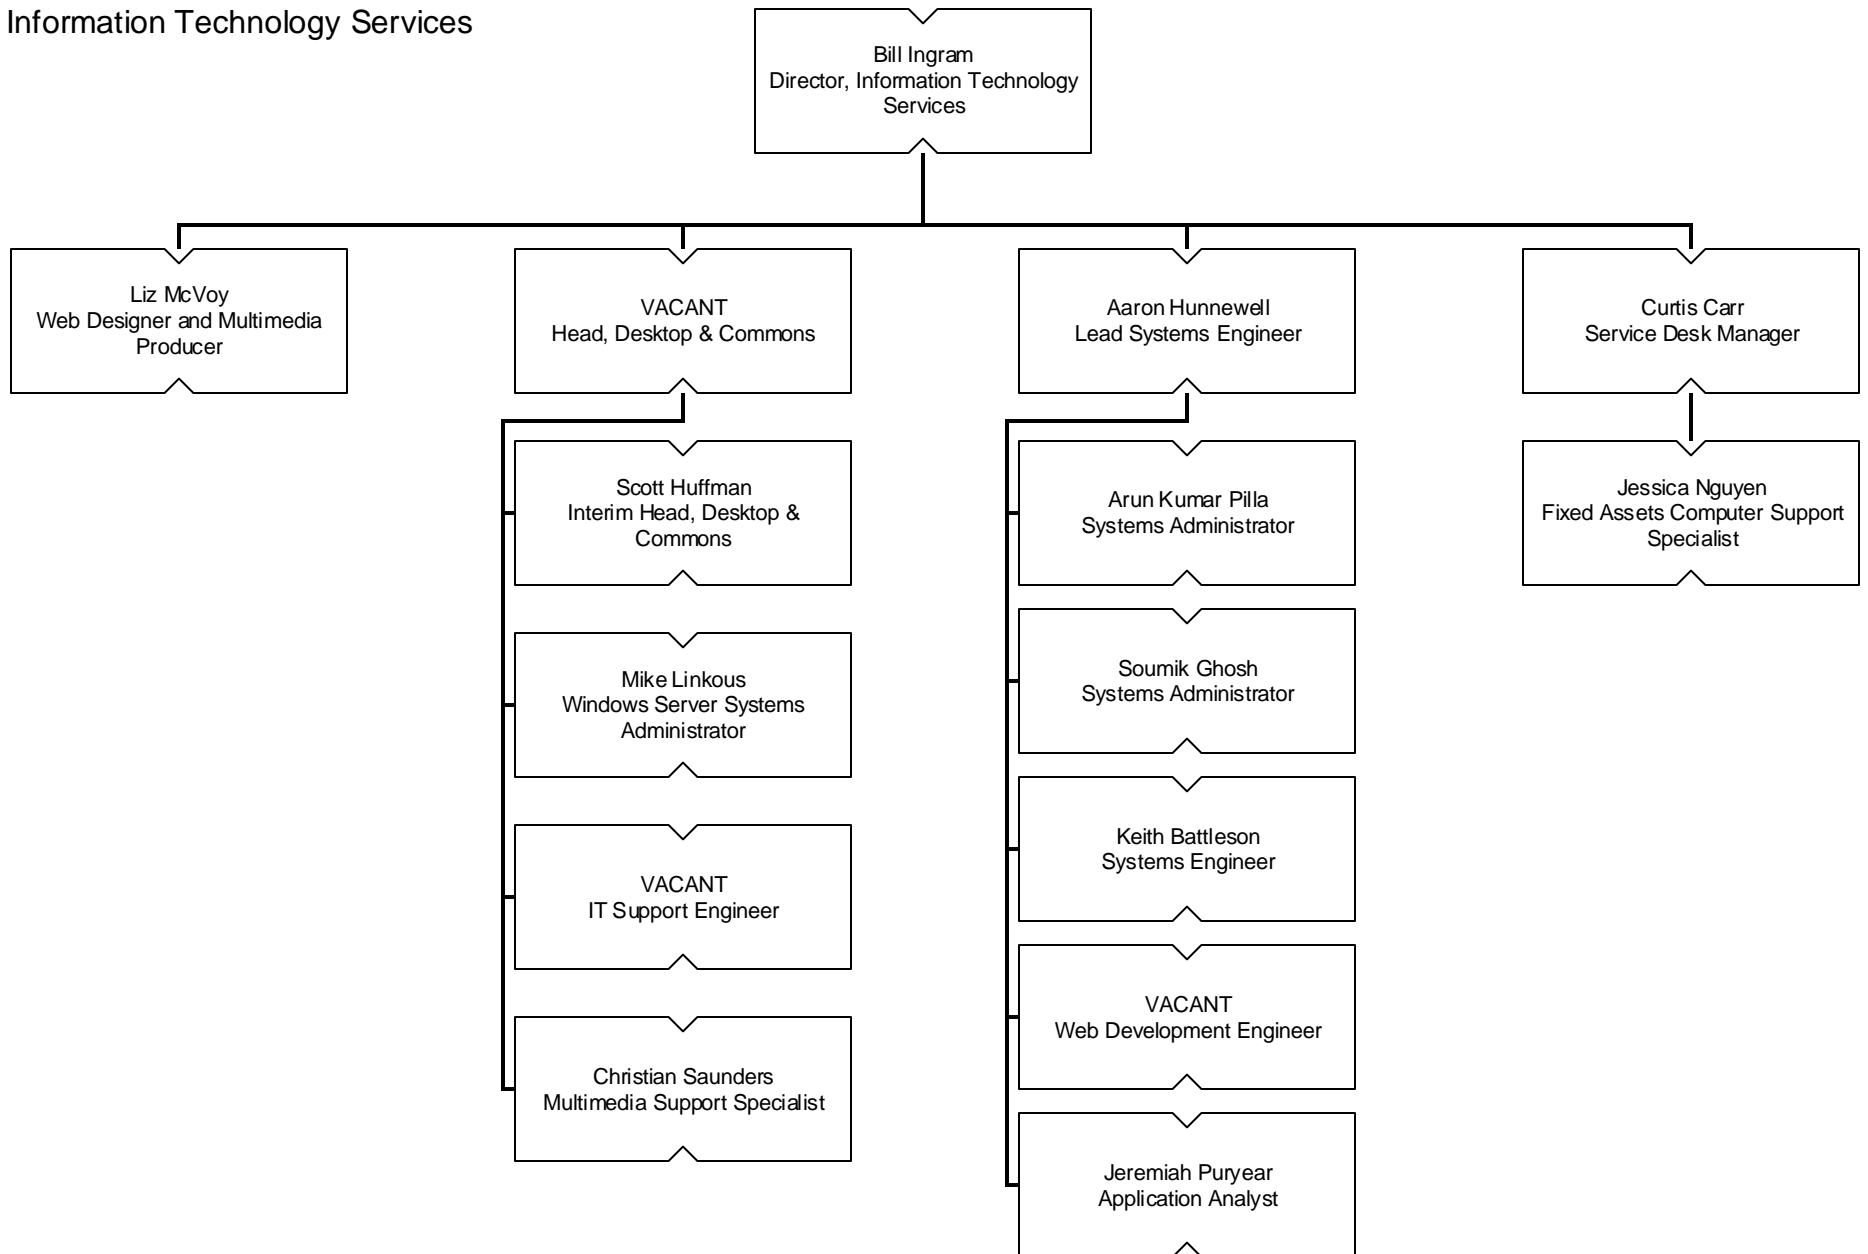 Information Technology Services
Bill Ingram
Director, Information Technology
Services
Liz McVoy
Web Designer and Multimedia
Producer
VACANT
Head, Desktop & Commons
Aaron Hunnewell
Lead Systems Engineer
Curtis Carr
Service Desk Manager
Scott Huffman
Interim Head, Desktop &
Commons
Mike Linkous
Windows Server Systems
Administrator
VACANT
IT Support Engineer
Christian Saunders
Multimedia Support Specialist
Arun Kumar Pilla
Systems Administrator
Soumik Ghosh
Systems Administrator
Keith Battleson
Systems Engineer
VACANT
Web Development Engineer
Jeremiah Puryear
Application Analyst
Jessica Nguyen
Fixed Assets Computer Support
Specialist